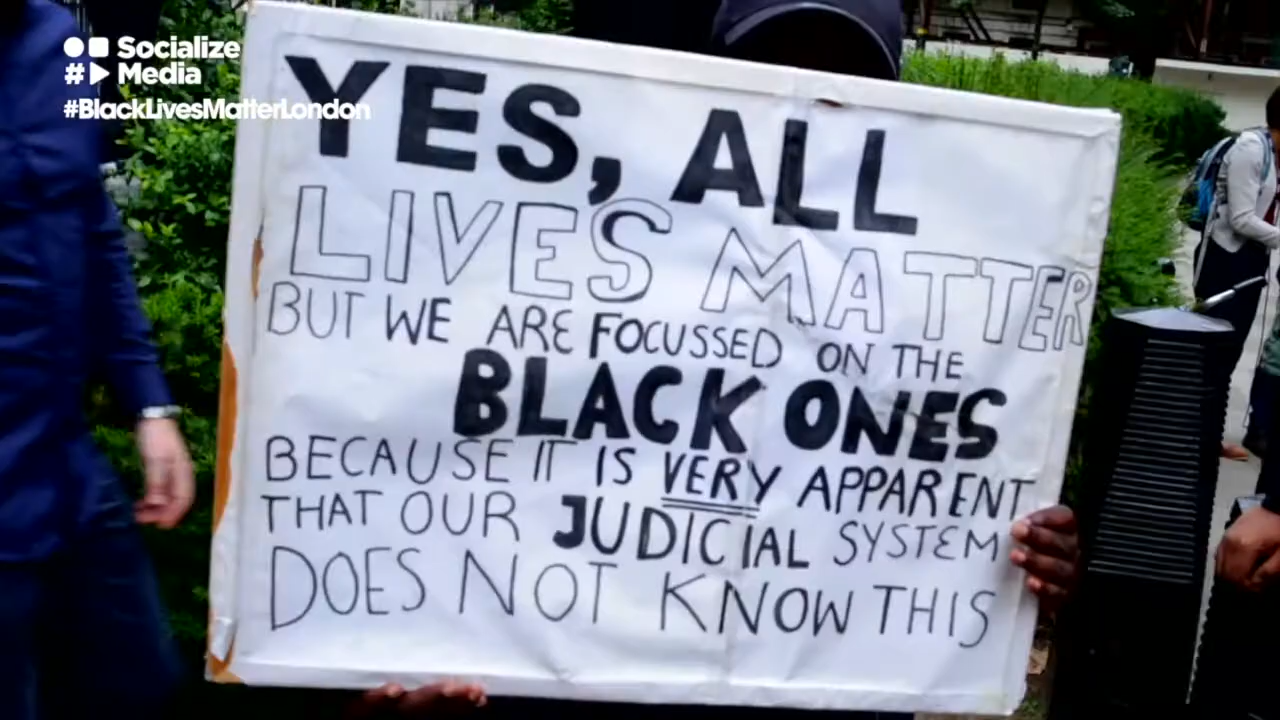 Socialize
# Media
#BlackLivesMatterLondon
YES, ALL
LIVES MATTER
BUT WE ARE FOCUSSED ON THE
BLACK ONES
BECAUSE IT IS VERY APPARENT
THAT OUR JUDICIAL SYSTEM
DOES NOT KNOW THIS